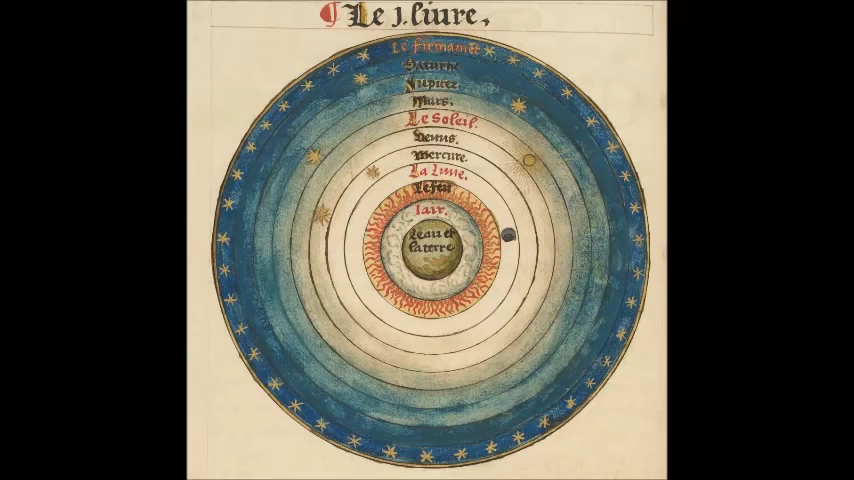 ¶ Le j. liure,
Le firmamēt
Saturne
Jupiter
Mars.
Le Soleil.
Venus.
Mercure.
La Lune.
Le feu
lair.
Leau et
la terre